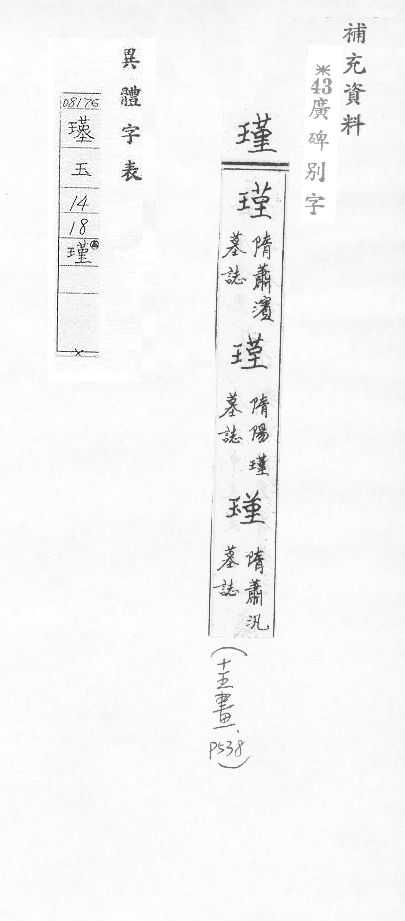 補充資料
※43廣碑別字
瑾
瑾
隋蕭濱
墓誌
瑾
隋陽瑾
墓誌
瑾
隋蕭汎
墓誌
(十五畫、
P538)
異體字表
08176
玉
14
18
瑾